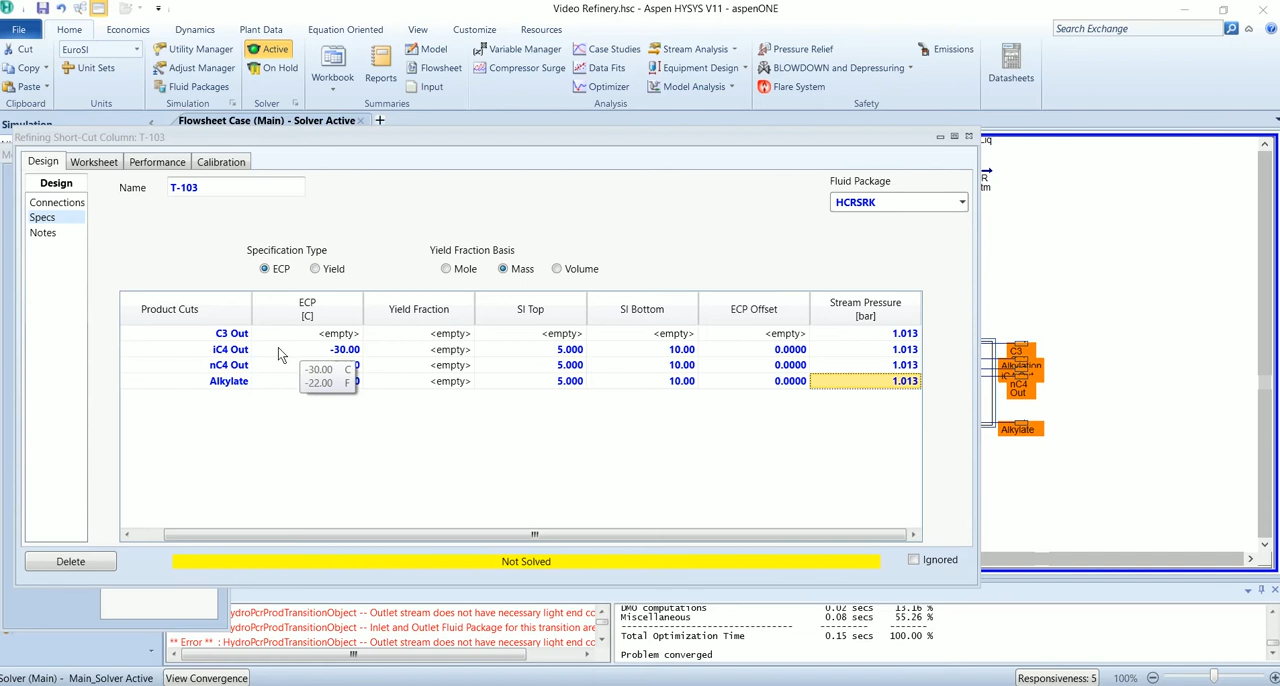 Video Refinery.hsc - Aspen HYSYS V11 - aspenONE
File Home Economics Dynamics Plant Data Equation Oriented View Customize Resources Search Exchange
Cut EuroSI Utility Manager Active Model Variable Manager Case Studies Stream Analysis Pressure Relief Emissions
Copy Unit Sets Adjust Manager On Hold Workbook Reports Flowsheet Compressor Surge Data Fits Equipment Design BLOWDOWN and Depressuring Datasheets
Paste Fluid Packages Input Optimizer Model Analysis Flare System
Clipboard Units Simulation Solver Summaries Analysis Safety
Simulation Flowsheet Case (Main) - Solver Active
Refining Short-Cut Column: T-103
Design Worksheet Performance Calibration
Design
Connections
Specs
Notes
Name T-103
Fluid Package
HCRSRK
Specification Type Yield Fraction Basis
ECP Yield Mole Mass Volume
Product Cuts ECP [C] Yield Fraction SI Top SI Bottom ECP Offset Stream Pressure [bar]
C3 Out <empty> <empty> <empty> <empty> <empty> 1.013
iC4 Out -30.00 <empty> 5.000 10.00 0.0000 1.013
nC4 Out <empty> 5.000 10.00 0.0000 1.013
Alkylate <empty> 5.000 10.00 0.0000 1.013
-30.00 C
-22.00 F
C3
nC4
Out
Alkylate
Delete Not Solved Ignored
ydroPcrProdTransitionObject -- Outlet stream does not have necessary light end co
ydroPcrProdTransitionObject -- Inlet and Outlet Fluid Package for this transition are
** Error ** : HydroPcrProdTransitionObject -- Outlet stream does not have necessary light end co
DMO computations 0.02 secs 13.16 %
Miscellaneous 0.08 secs 55.26 %
Total Optimization Time 0.15 secs 100.00 %
Problem converged
Solver (Main) - Main_Solver Active View Convergence Responsiveness: 5 100%